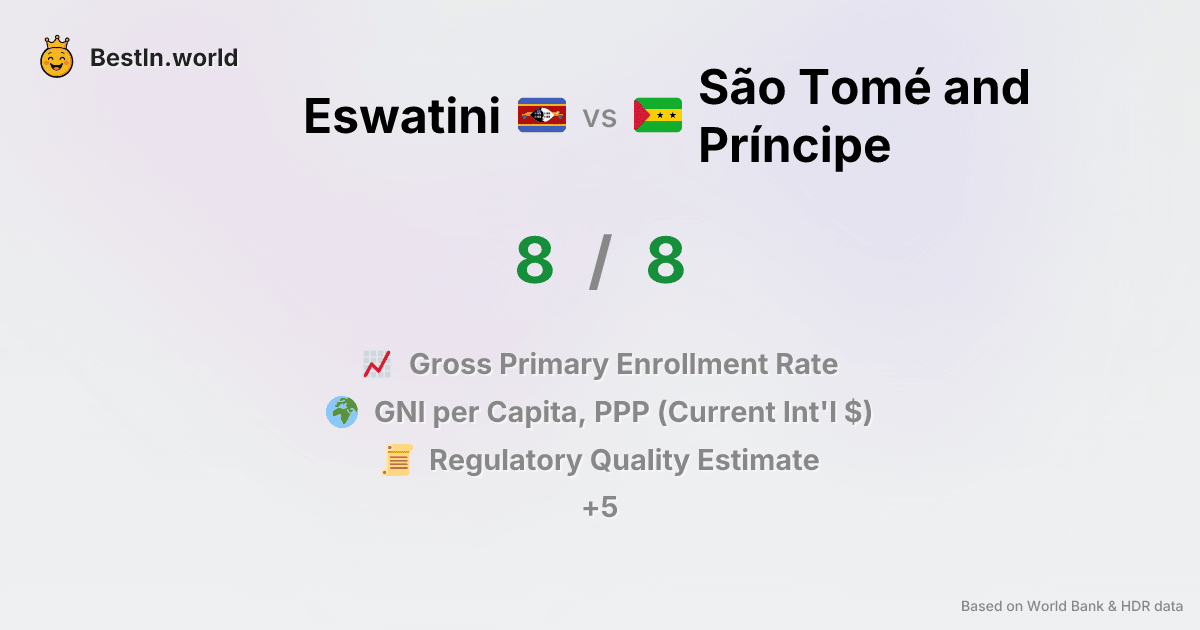 BestIn.world
Eswatini vs São Tomé and
Príncipe
8 / 8
Gross Primary Enrollment Rate
GNI per Capita, PPP (Current Int'l $)
Regulatory Quality Estimate
+5
Based on World Bank & HDR data